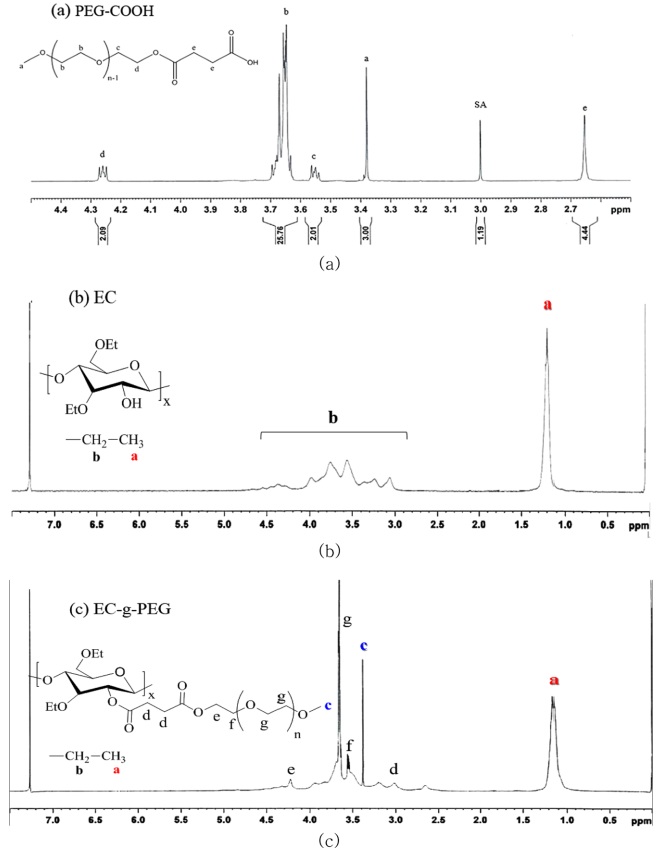 (a) PEG-COOH
b
a
SA
e
d
c
a
b
b
O
n-1
c
d
O
O
e
e
O
OH
4.4 4.3 4.2 4.1 4.0 3.9 3.8 3.7 3.6 3.5 3.4 3.3 3.2 3.1 3.0 2.9 2.8 2.7 ppm
2.09 25.76 2.01 3.00 1.19 4.44
(a)
(b) EC
a
OEt
O
O
EtO
OH
x
b
—CH2—CH3
b a
7.0 6.5 6.0 5.5 5.0 4.5 4.0 3.5 3.0 2.5 2.0 1.5 1.0 0.5 ppm
(b)
(c) EC-g-PEG
g
c
a
OEt
O
O
EtO
x
O
O
d
d
O
O
e
f
O
g
g
n
O
c
—CH2—CH3
b a
e
f
d
7.0 6.5 6.0 5.5 5.0 4.5 4.0 3.5 3.0 2.5 2.0 1.5 1.0 0.5 ppm
(c)